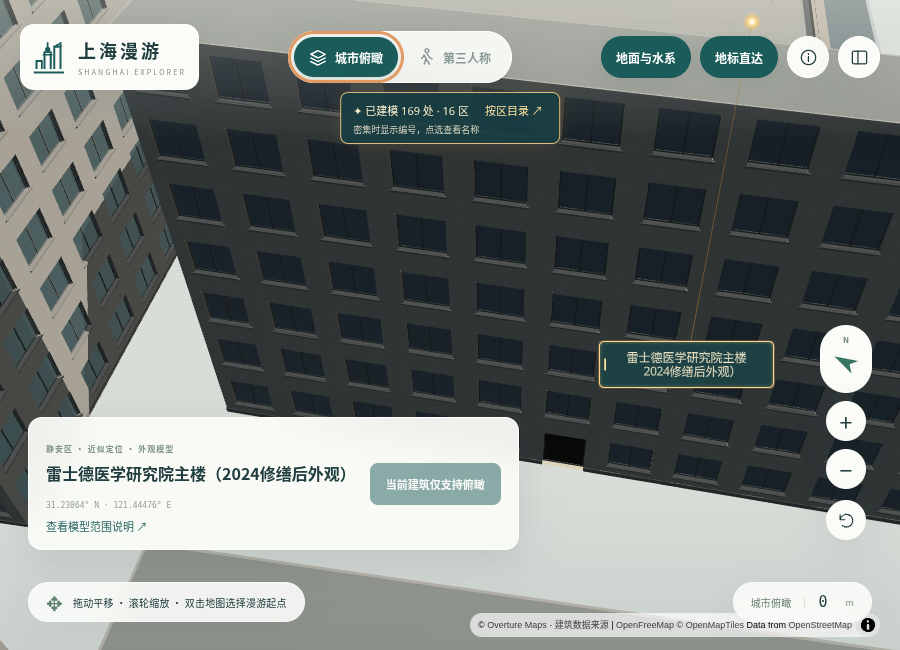 上海漫游
SHANGHAI EXPLORER
城市俯瞰
第三人称
地面与水系
地标直达
✦ 已建模 169 处 · 16 区 按区目录 ↗
密集时显示编号，点选查看名称
雷士德医学研究院主楼
2024修缮后外观）
N
+
−
静安区 · 近似定位 · 外观模型
雷士德医学研究院主楼（2024修缮后外观）
31.23064° N · 121.44476° E
查看模型范围说明 ↗
当前建筑仅支持俯瞰
拖动平移 · 滚轮缩放 · 双击地图选择漫游起点
城市俯瞰 0 m
© Overture Maps · 建筑数据来源 | OpenFreeMap © OpenMapTiles Data from OpenStreetMap